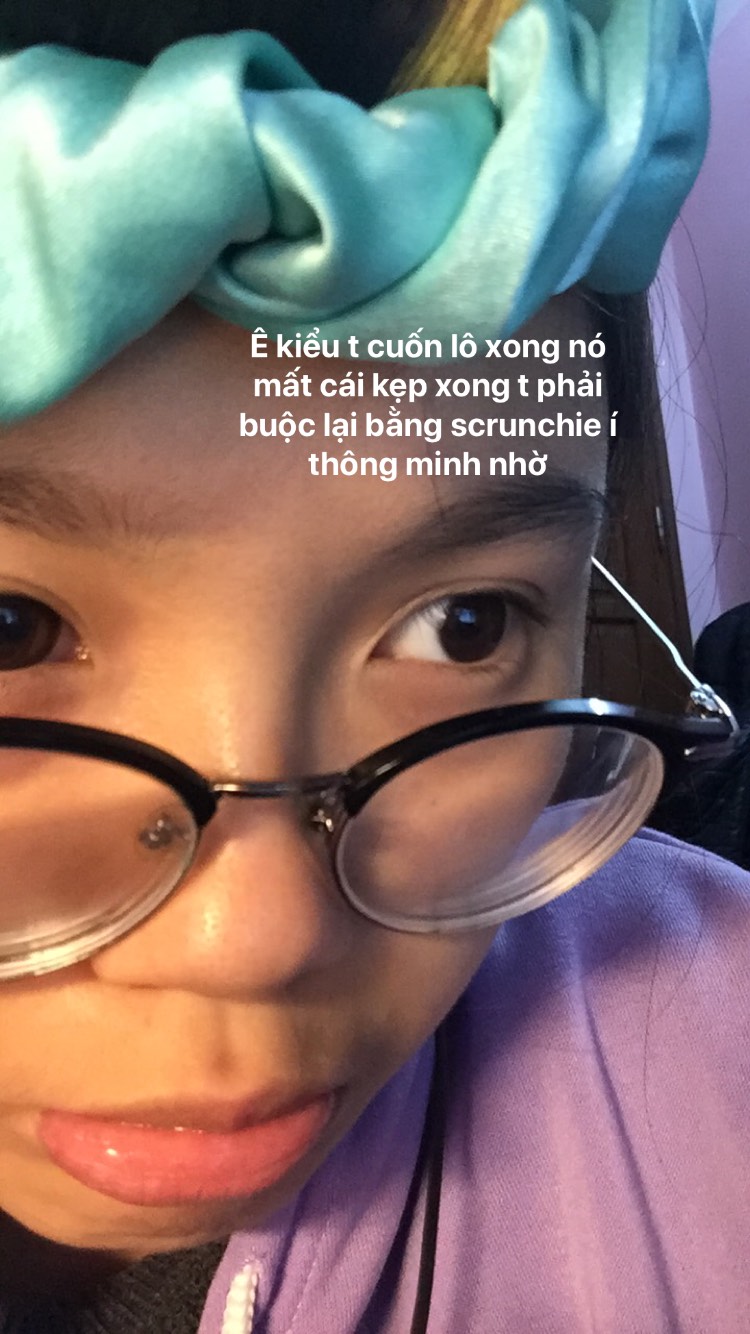 Ê kiểu t cuốn lô xong nó
mất cái kẹp xong t phải
buộc lại bằng scrunchie í
thông minh nhờ